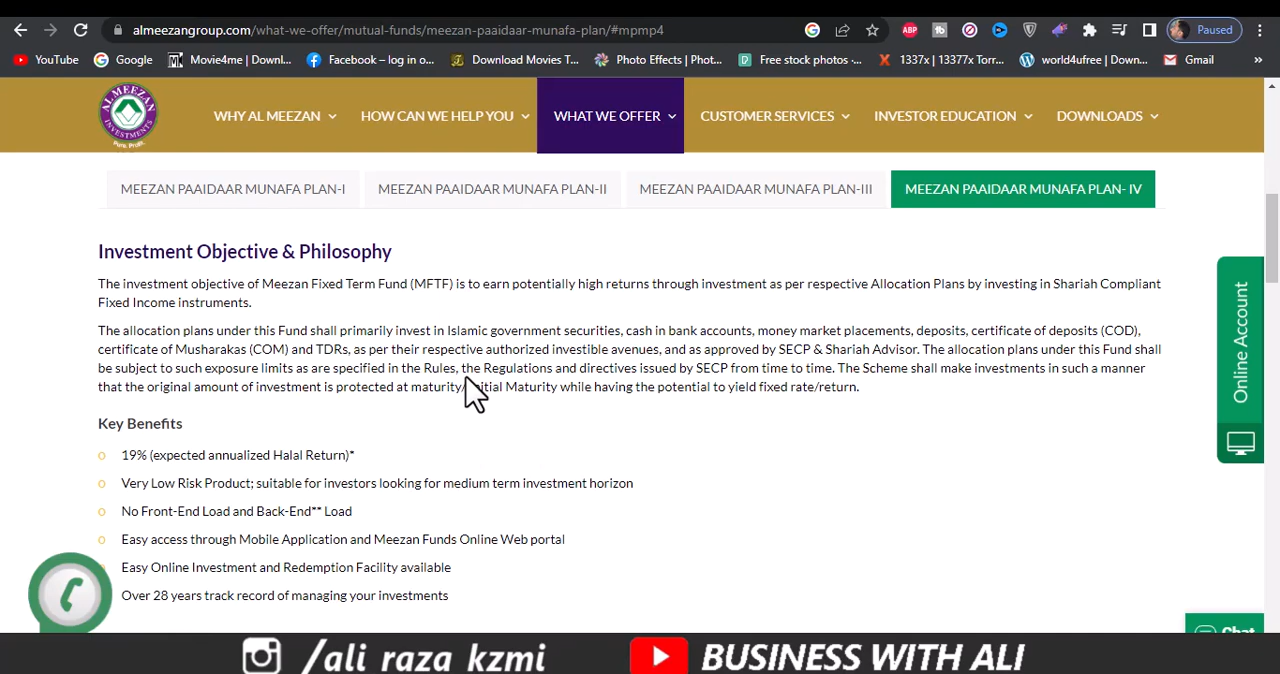 almeezangroup.com/what-we-offer/mutual-funds/meezan-paaidaar-munafa-plan/#mpmp4
ABP
Paused
YouTube
Google
Movie4me | Downl...
Facebook – log in o...
Download Movies T...
Photo Effects | Phot...
Free stock photos ·...
1337x | 13377x Torr...
world4ufree | Down...
Gmail
»
AL MEEZAN
INVESTMENTS
Pure. Profit.
WHY AL MEEZAN
HOW CAN WE HELP YOU
WHAT WE OFFER
CUSTOMER SERVICES
INVESTOR EDUCATION
DOWNLOADS
MEEZAN PAAIDAAR MUNAFA PLAN-I
MEEZAN PAAIDAAR MUNAFA PLAN-II
MEEZAN PAAIDAAR MUNAFA PLAN-III
MEEZAN PAAIDAAR MUNAFA PLAN- IV
Investment Objective & Philosophy
The investment objective of Meezan Fixed Term Fund (MFTF) is to earn potentially high returns through investment as per respective Allocation Plans by investing in Shariah Compliant
Fixed Income instruments.
The allocation plans under this Fund shall primarily invest in Islamic government securities, cash in bank accounts, money market placements, deposits, certificate of deposits (COD),
certificate of Musharakas (COM) and TDRs, as per their respective authorized investible avenues, and as approved by SECP & Shariah Advisor. The allocation plans under this Fund shall
be subject to such exposure limits as are specified in the Rules, the Regulations and directives issued by SECP from time to time. The Scheme shall make investments in such a manner
that the original amount of investment is protected at maturity/Initial Maturity while having the potential to yield fixed rate/return.
Key Benefits
o 19% (expected annualized Halal Return)*
o Very Low Risk Product; suitable for investors looking for medium term investment horizon
o No Front-End Load and Back-End** Load
o Easy access through Mobile Application and Meezan Funds Online Web portal
o Easy Online Investment and Redemption Facility available
Over 28 years track record of managing your investments
Online Account
Chat
/ali raza kzmi
BUSINESS WITH ALI